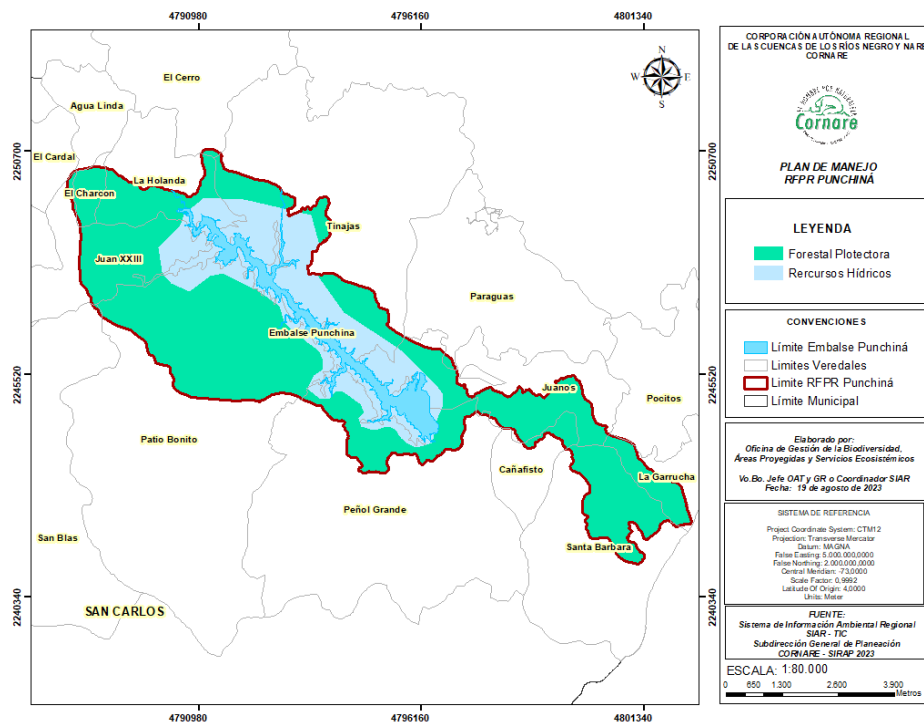 4790980
4796160
4801340
2250700
2245520
2240340
2250700
2245520
2240340
4790980
4796160
4801340
N
W
E
S
El Cerro
Agua Linda
El Cardal
La Holanda
El Charcon
Tinajas
Juan XXIII
Paraguas
Embalse Punchina
Juanos
Pocitos
Patio Bonito
Cañafisto
La Garrucha
Peñol Grande
San Blas
Santa Barbara
SAN CARLOS
CORPORACIÓN AUTÓNOMA REGIONAL
DE LAS CUENCAS DE LOS RÍOS NEGRO Y NARE
CORNARE
Cornare
PLAN DE MANEJO
RFPR PUNCHINÁ
LEYENDA
Forestal Plotectora
Rercursos Hídricos
CONVENCIONES
Límite Embalse Punchiná
Limites Veredales
Limite RFPR Punchiná
Límite Municipal
Elaborado por:
Oficina de Gestión de la Biodiversidad,
Áreas Proyegidas y Servicios Ecosistémicos
Vo.Bo. Jefe OAT y GR o Coordinador SIAR
Fecha: 19 de agosto de 2023
SISTEMA DE REFERENCIA
Project Coordinate System: CTM12
Projection: Transverse Mercator
Datum: MAGNA
False Easting: 5.000.000,0000
False Northing: 2.000.000,0000
Central Meridian: -73,0000
Scale Factor: 0,9992
Latitude Of Origin: 4,0000
Units: Meter
FUENTE:
Sistema de Información Ambiental Regional
SIAR - TIC
Subdirección General de Planeación
CORNARE - SIRAP 2023
ESCALA: 1:80.000
0 650 1.300 2.600 3.900
Metros